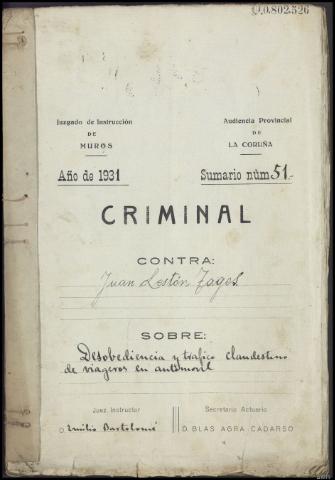 0.802.526
Juzgado de Instrucción
DE
MUROS
Audiencia Provincial
DE
LA CORUÑA
Año de 1931
Sumario núm 51.-
CRIMINAL
CONTRA:
Juan Lestón Lages.
SOBRE:
Desobediencia y trafico clandestino
de viageros en automovil
Juez Instructor
D. Emilio Bartolomé
Secretario Actuario
D. BLAS AGRA CADARSO